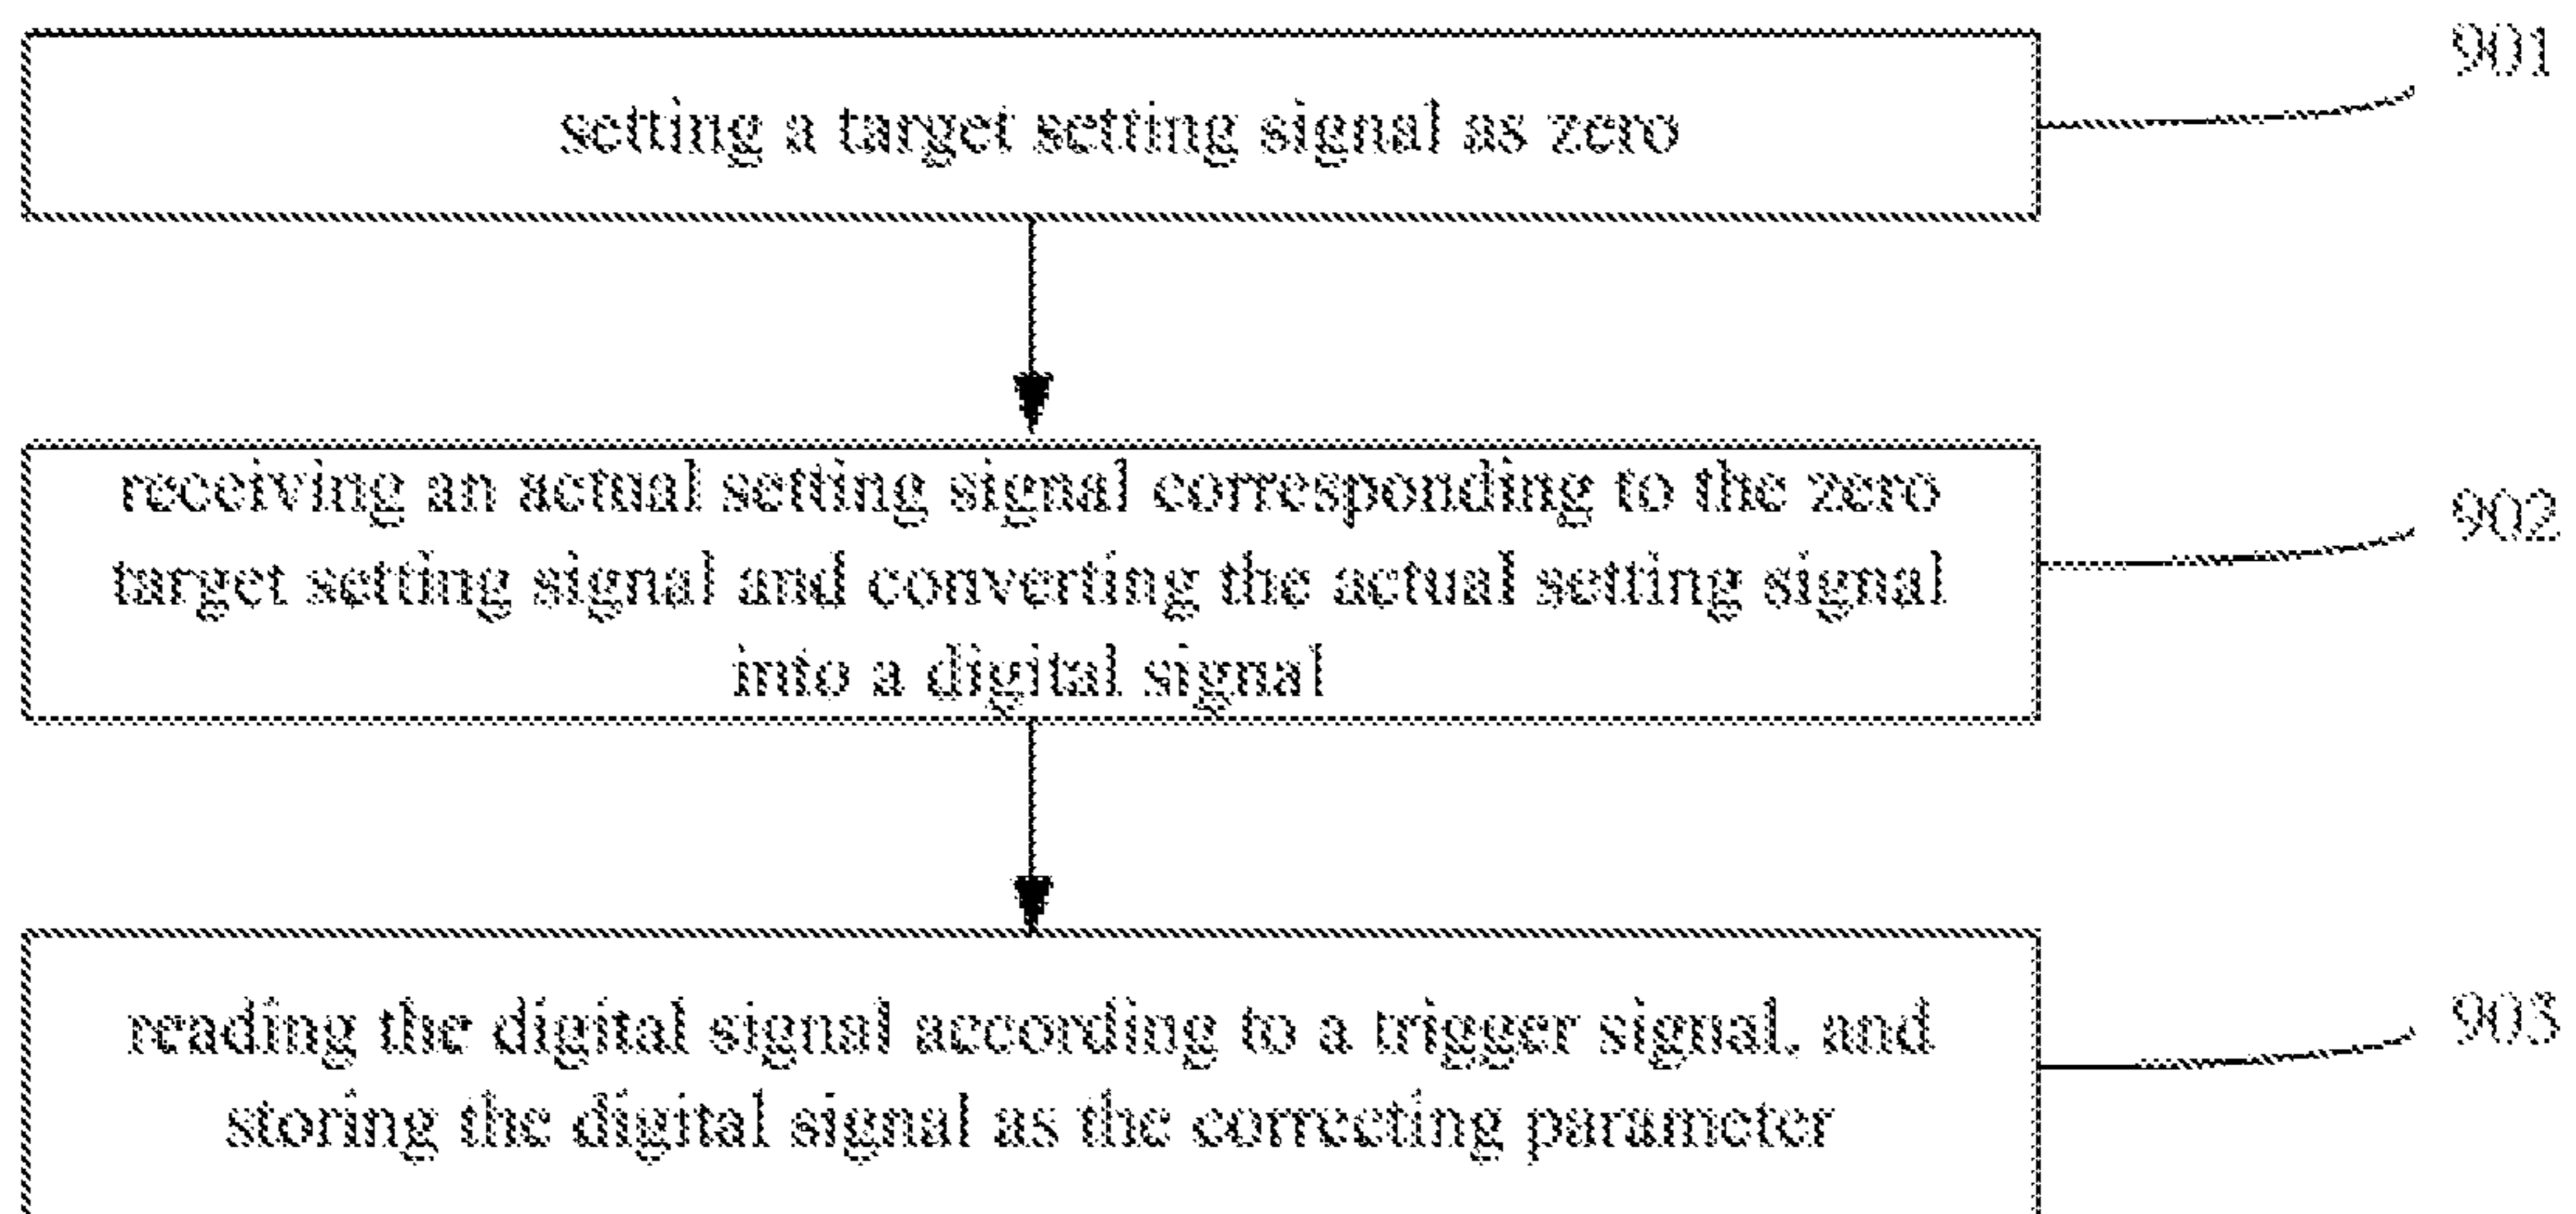 901
setting a target setting signal as zero
receiving an actual setting signal corresponding to the zero
902
target setting signal and converting the actual setting signal
into a digital signal
903
reading the digital signal according to a trigger signal, and
storing the digital signal as the correcting parameter